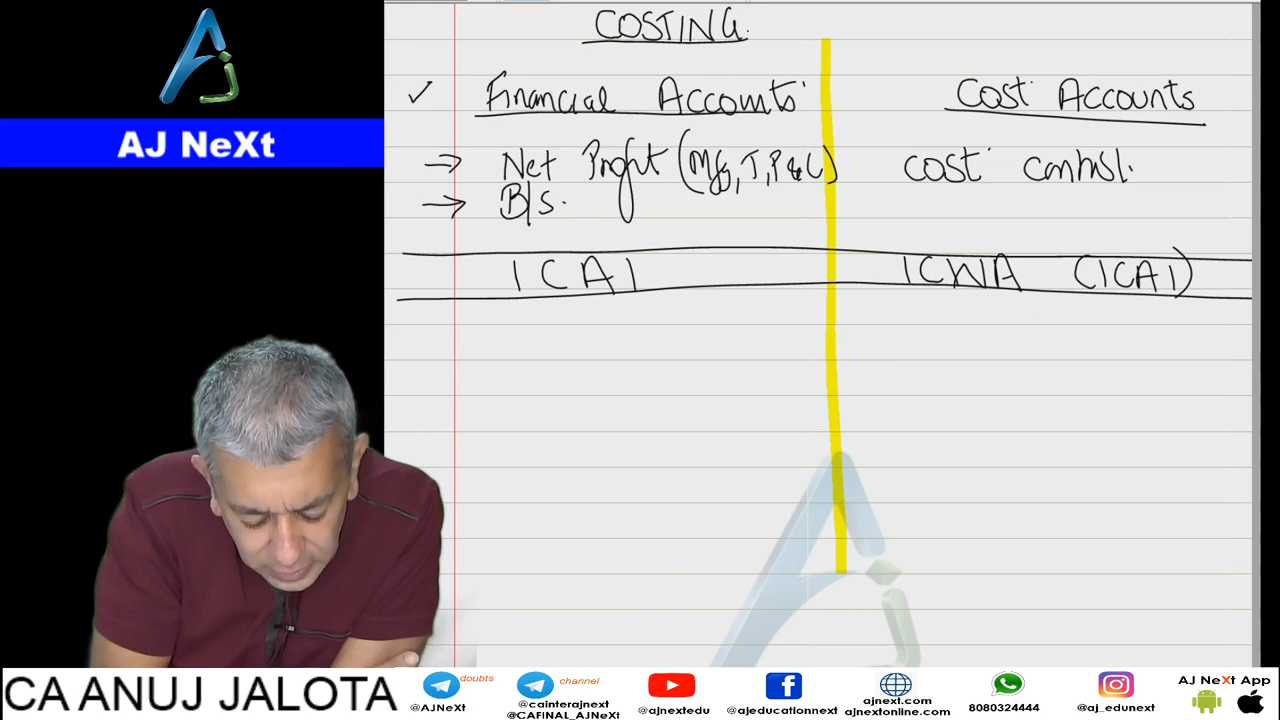 COSTING.
✓ Financial Accounts
Cost Accounts
→ Net Profit (Mfg, T, P&L)
cost control.
→ B/s.
ICAI
ICWA (ICAI)
AJ NeXt
CA ANUJ JALOTA
doubts
@AJNeXt
channel
@cainterajnext
@CAFINAL_AJNeXt
@ajnextedu
@ajeducationnext
ajnext.com
ajnextonline.com
8080324444
@aj_edunext
AJ NeXt App